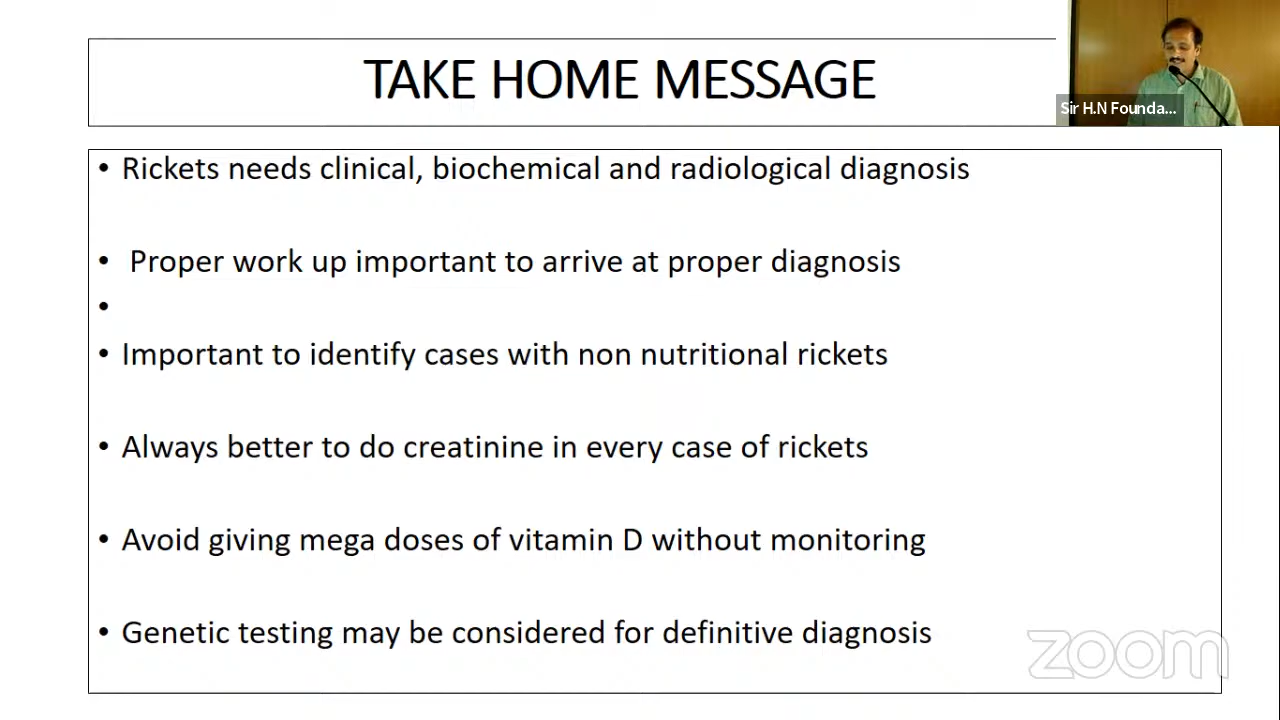 TAKE HOME MESSAGE
Sir H.N Founda...
• Rickets needs clinical, biochemical and radiological diagnosis
• Proper work up important to arrive at proper diagnosis
•
• Important to identify cases with non nutritional rickets
• Always better to do creatinine in every case of rickets
• Avoid giving mega doses of vitamin D without monitoring
• Genetic testing may be considered for definitive diagnosis
zoom